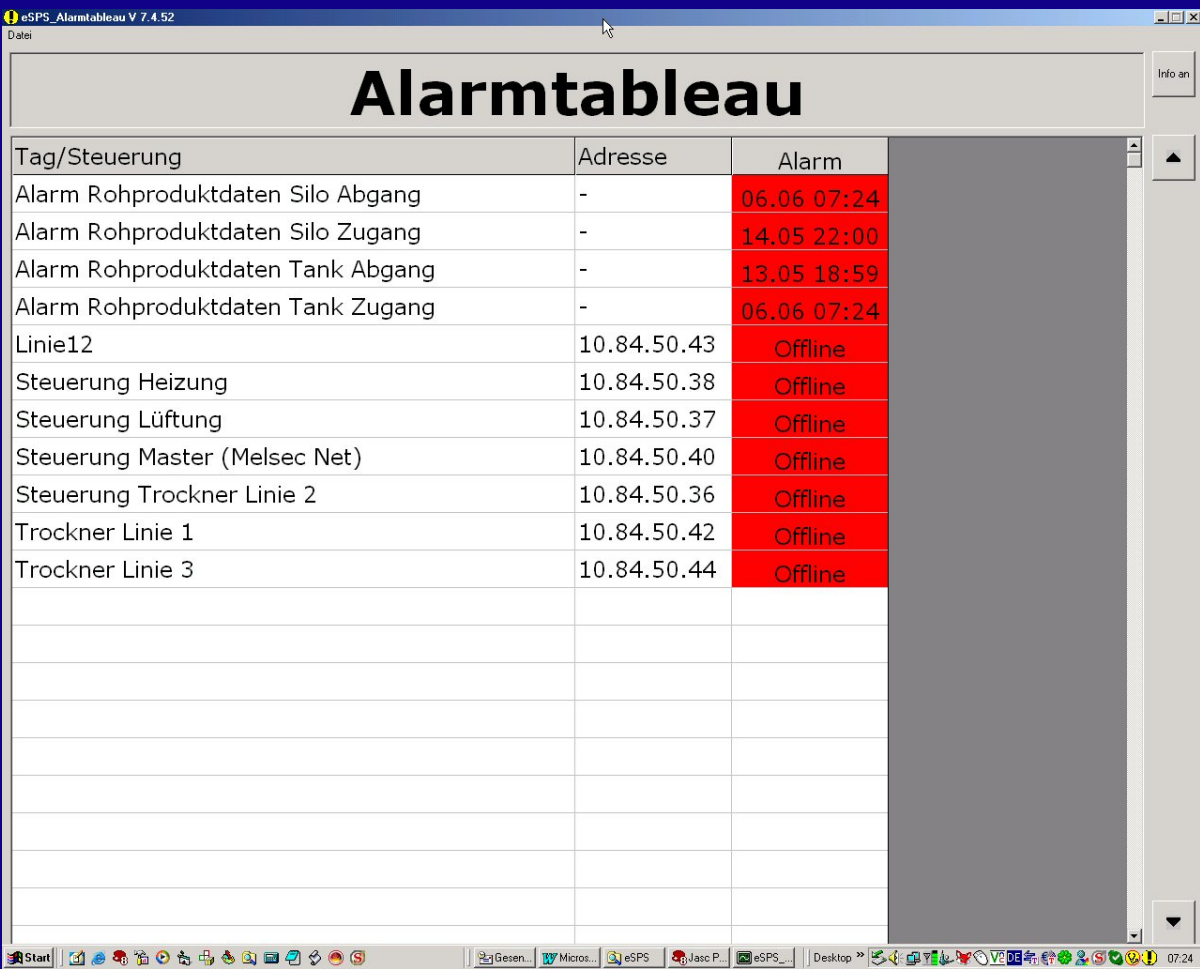 eSPS_Alarmtableau V 7.4.52
Datei
Alarmtableau
Info an
Tag/Steuerung Adresse Alarm
Alarm Rohproduktdaten Silo Abgang - 06.06 07:24
Alarm Rohproduktdaten Silo Zugang - 14.05 22:00
Alarm Rohproduktdaten Tank Abgang - 13.05 18:59
Alarm Rohproduktdaten Tank Zugang - 06.06 07:24
Linie12 10.84.50.43 Offline
Steuerung Heizung 10.84.50.38 Offline
Steuerung Lüftung 10.84.50.37 Offline
Steuerung Master (Melsec Net) 10.84.50.40 Offline
Steuerung Trockner Linie 2 10.84.50.36 Offline
Trockner Linie 1 10.84.50.42 Offline
Trockner Linie 3 10.84.50.44 Offline
Start Gesen... Micros... eSPS Jasc P... eSPS_... Desktop » DE 07:24